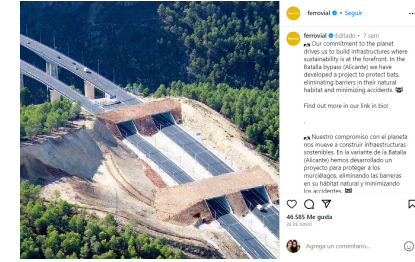 ferrovial • Seguir
ferrovial Editado • 7 sem
Our commitment to the planet
drives us to build infrastructures where
sustainability is at the forefront. In the
Batalla bypass (Alicante) we have
developed a project to protect bats,
eliminating barriers in their natural
habitat and minimizing accidents.
Find out more in our link in bio!
.
Nuestro compromiso con el planeta
nos mueve a construir infraestructuras
sostenibles. En la variante de la Batalla
(Alicante) hemos desarrollado un
proyecto para proteger a los
murciélagos, eliminando las barreras
en su hábitat natural y minimizando
los accidentes.
46.585 Me gusta
28 DE JUNIO
Agrega un comentario...